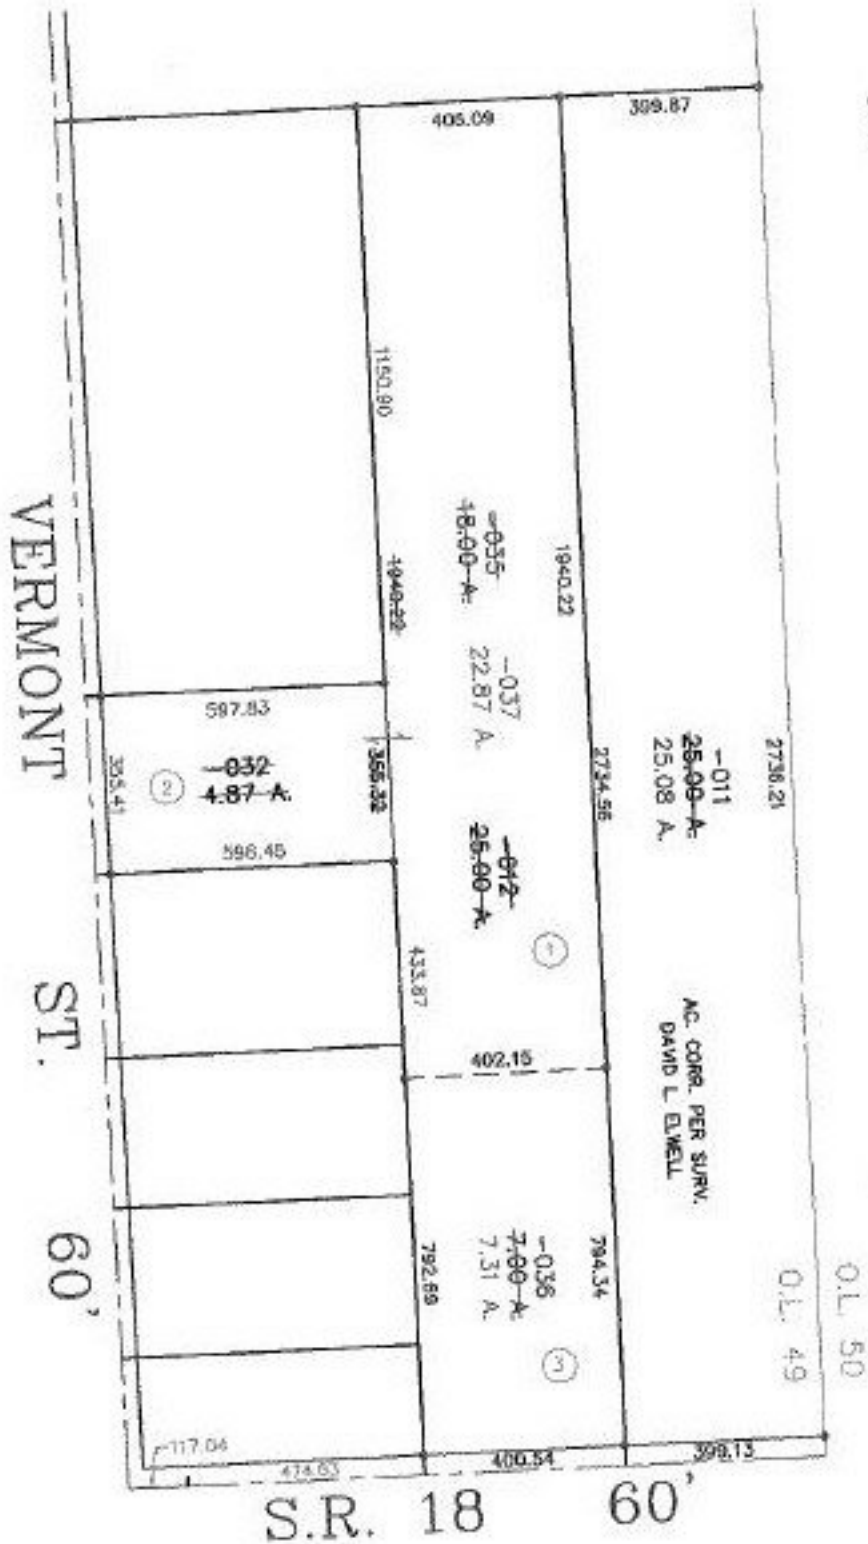 405.09
399.87
1150.90
-035
18.00 A.
1940.22
1940.22
-037
22.87 A.
597.83
-032
4.87 A.
2
355.41
355.32
596.45
2734.56
-011
25.00 A.
25.08 A.
2736.21
-012
25.00 A.
1
433.87
402.15
AC. CORR. PER SURV.
DAVID L. ELWELL
792.69
-036
7.00 A.
7.31 A.
794.34
3
O.L. 50
O.L. 49
117.04
474.63
400.54
399.13
VERMONT ST. 60'
S.R. 18 60'